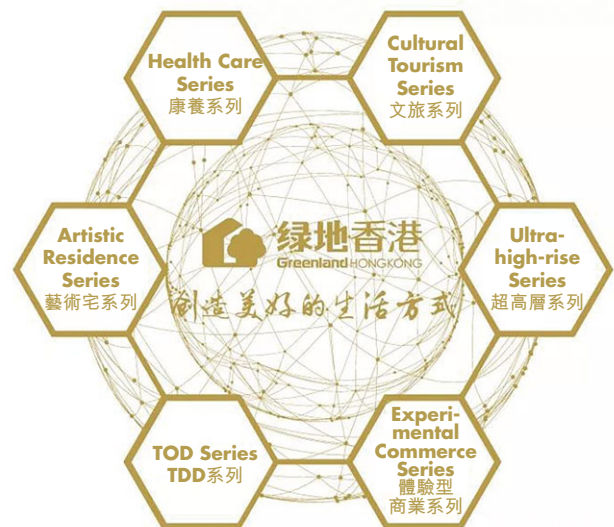 Health Care
Series
康養系列
Cultural
Tourism
Series
文旅系列
Artistic
Residence
Series
藝術宅系列
绿地香港
Greenland HONGKONG
創造美好的生活方式
Ultra-
high-rise
Series
超高層系列
TOD Series
TDD系列
Experi-
mental
Commerce
Series
體驗型
商業系列